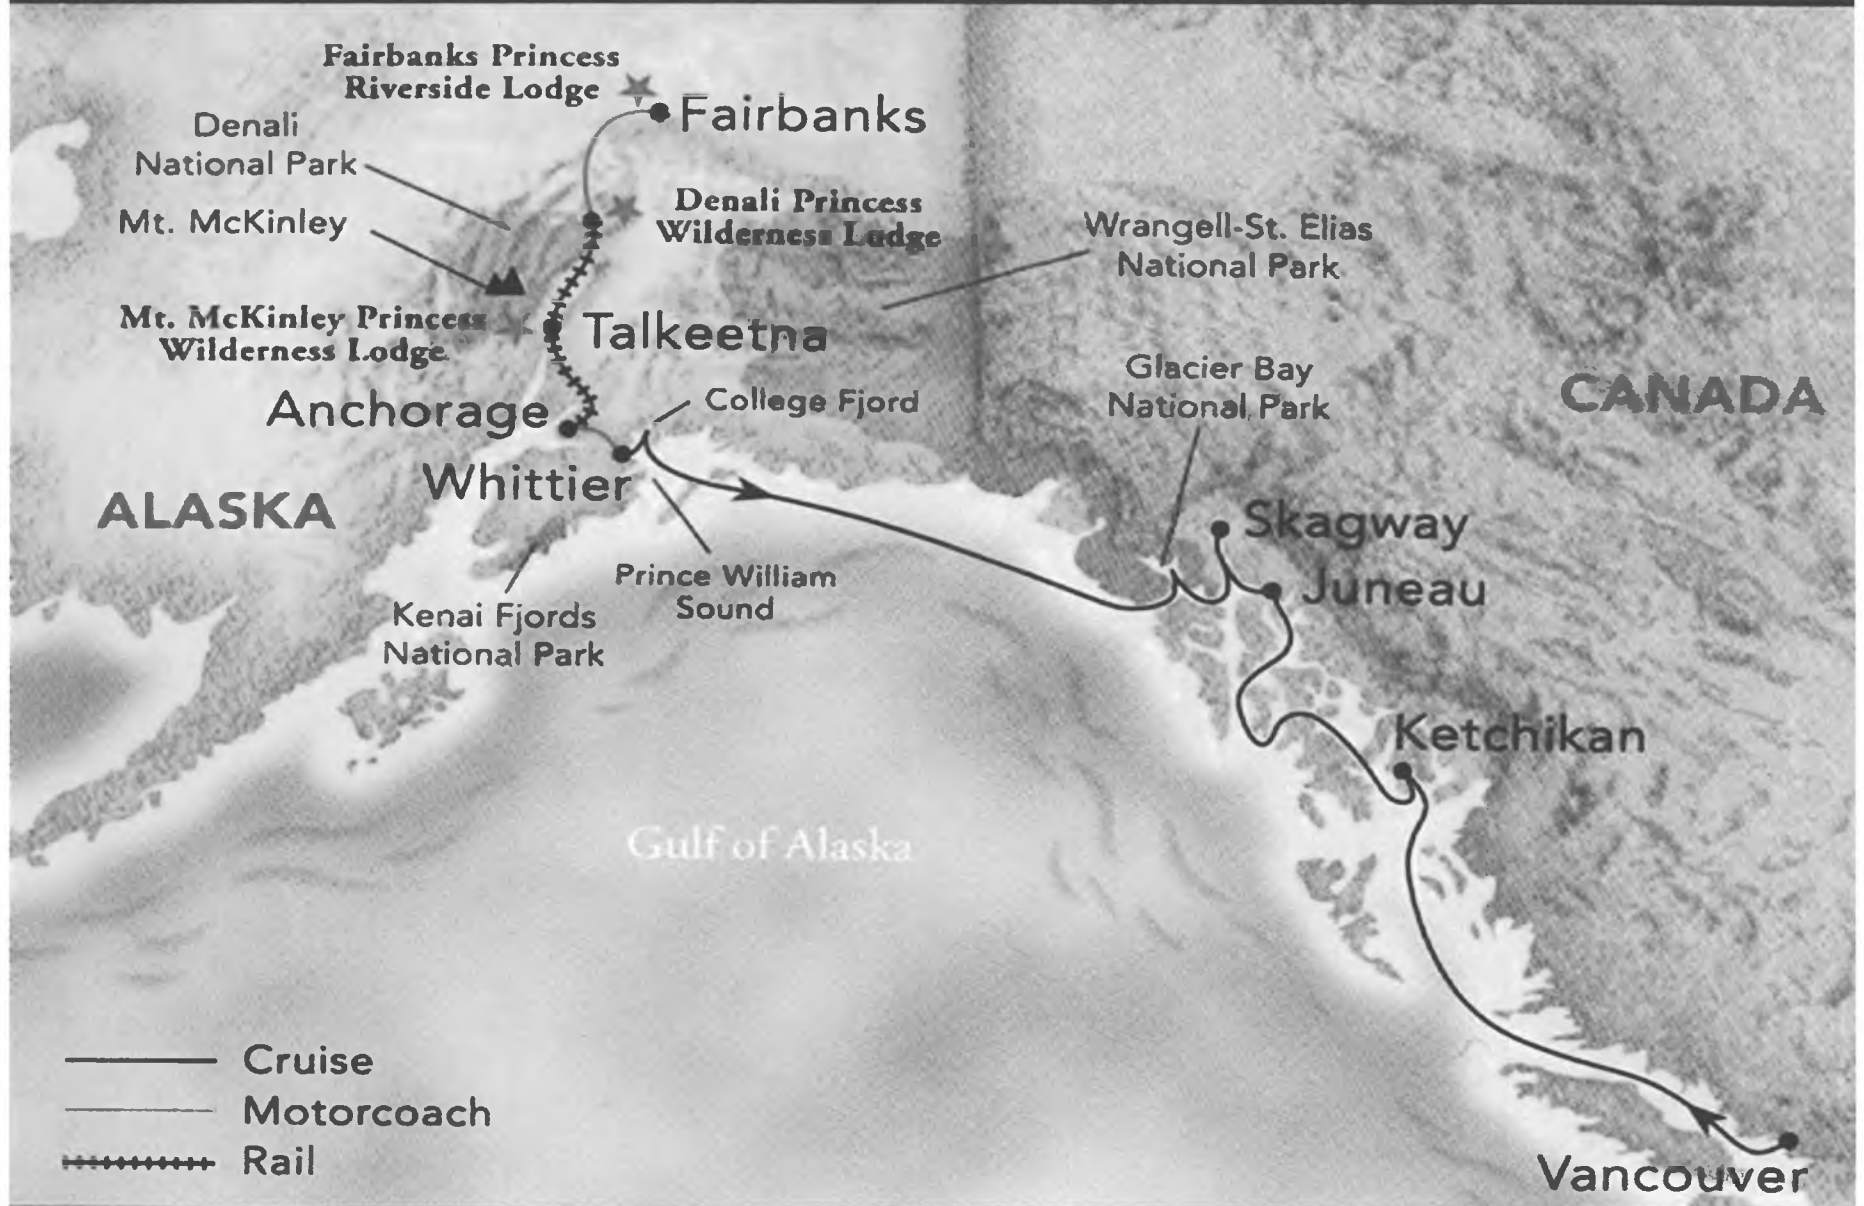 Fairbanks Princess
Riverside Lodge
Fairbanks
Denali
National Park
Mt. McKinley
Denali Princess
Wilderness Lodge
Wrangell-St. Elias
National Park
Mt. McKinley Princess
Wilderness Lodge
Talkeetna
Glacier Bay
National Park
CANADA
Anchorage
College Fjord
Whittier
ALASKA
Skagway
Juneau
Prince William
Sound
Kenai Fjords
National Park
Ketchikan
Gulf of Alaska
Cruise
Motorcoach
Rail
Vancouver